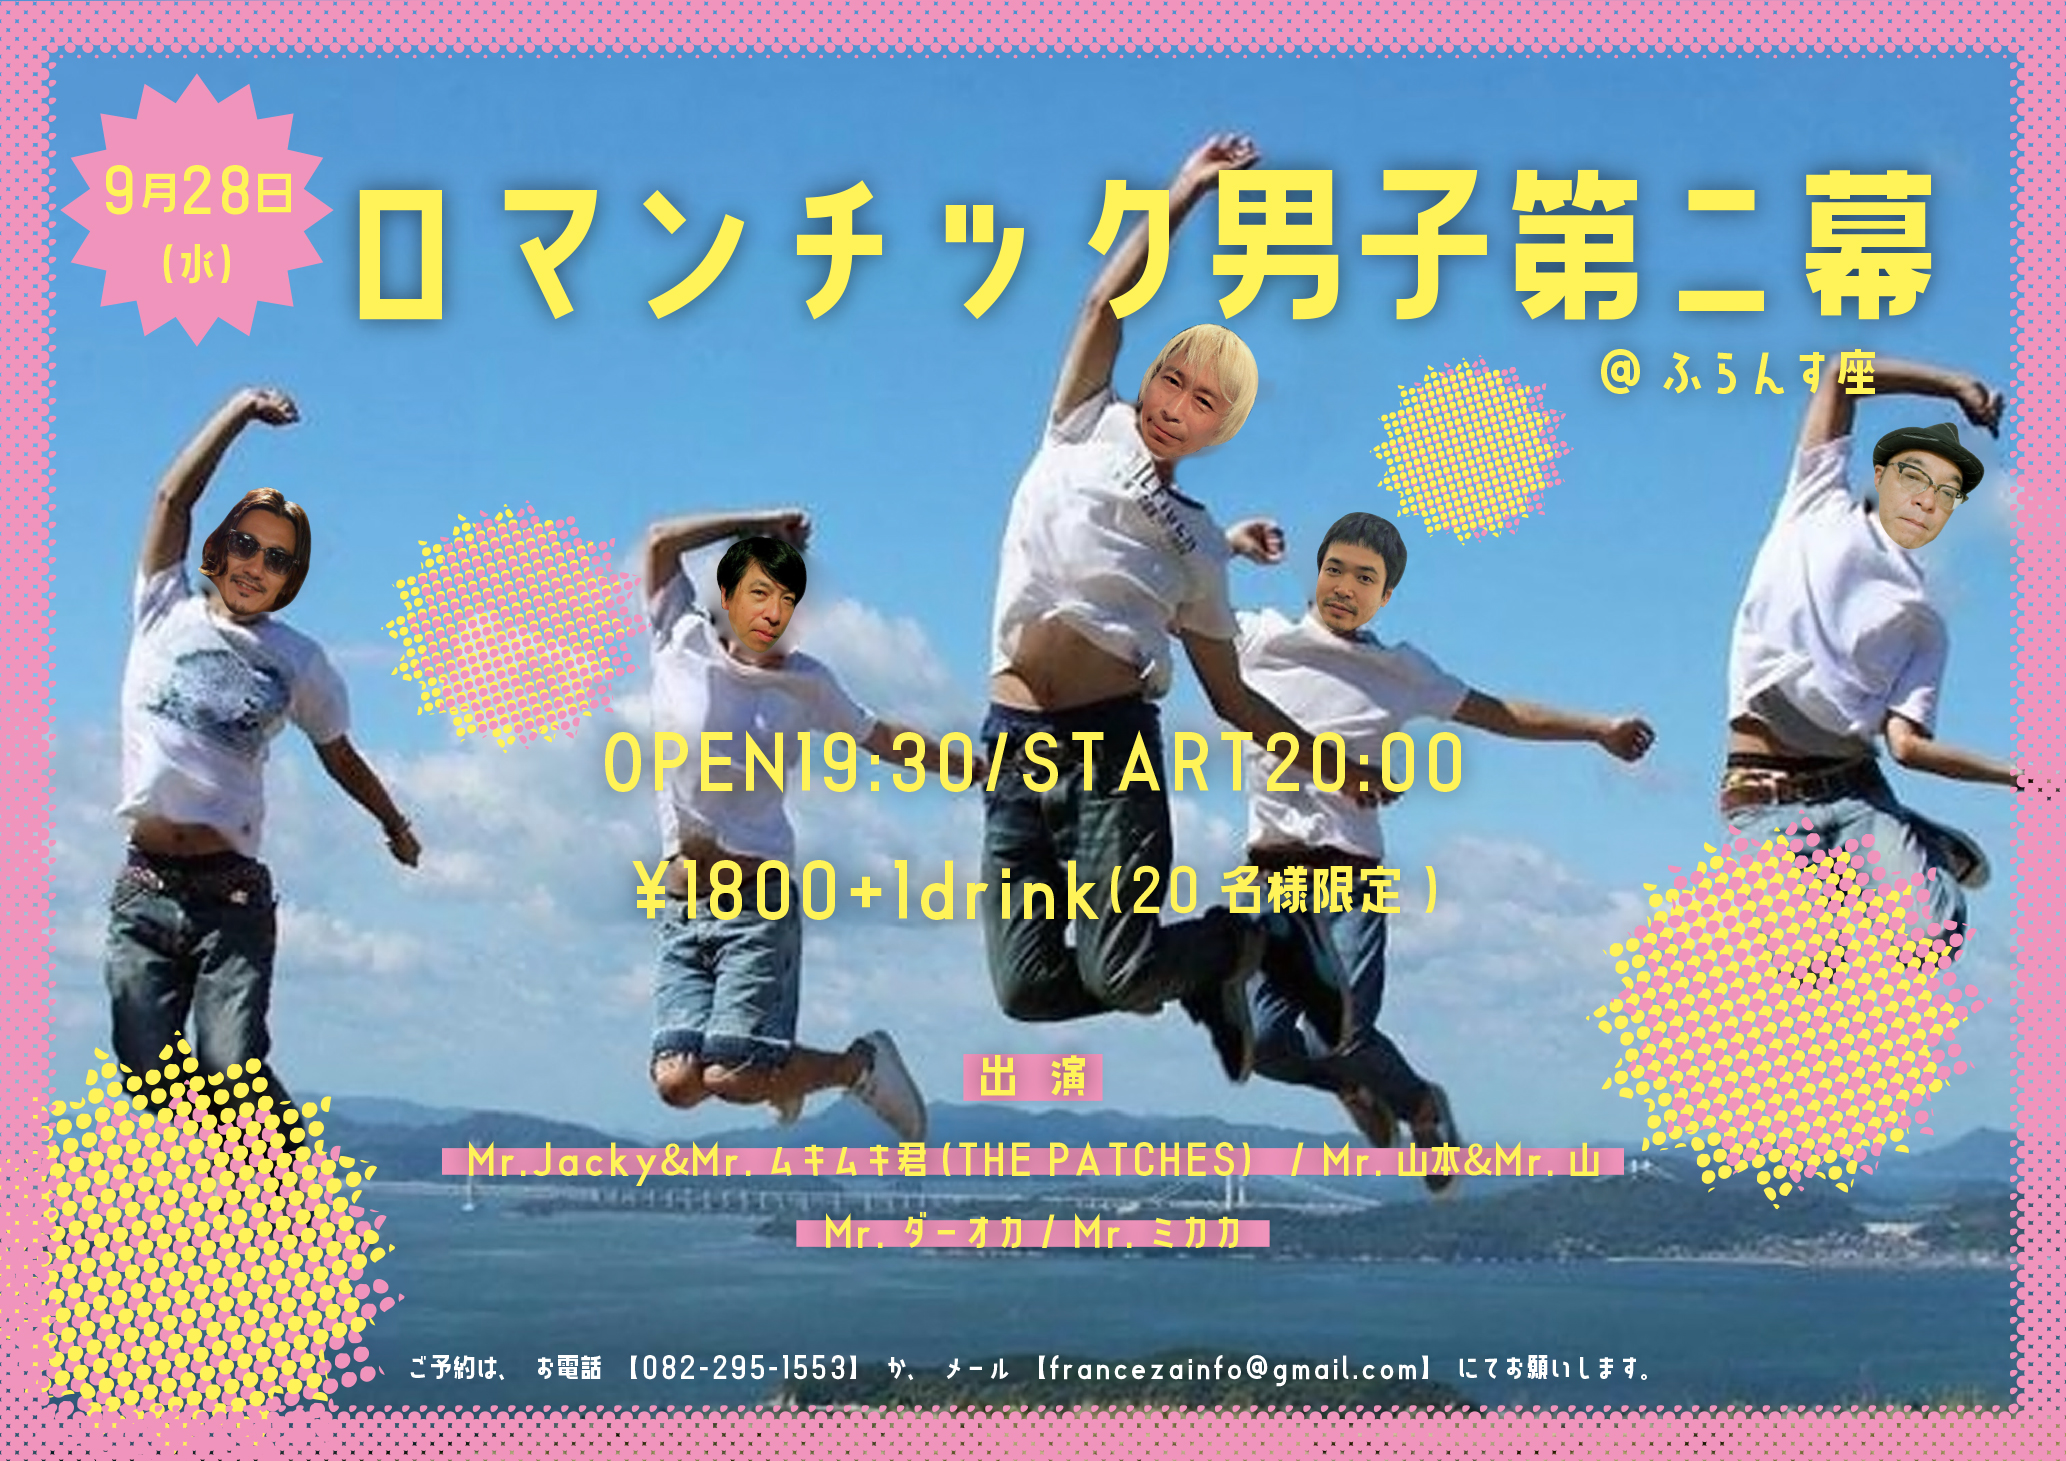 9月28日
(水)
ロマンチック男子第二幕
@ ふらんす座
OPEN19:30/START20:00
¥1800+1drink(20 名様限定 )
出 演
Mr.Jacky&Mr. ムキムキ君(THE PATCHES) / Mr. 山本&Mr. 山
Mr. ダーオカ / Mr. ミカカ
ご予約は、 お電話 【082-295-1553】 か、 メール 【francezainfo@gmail.com】 にてお願いします。